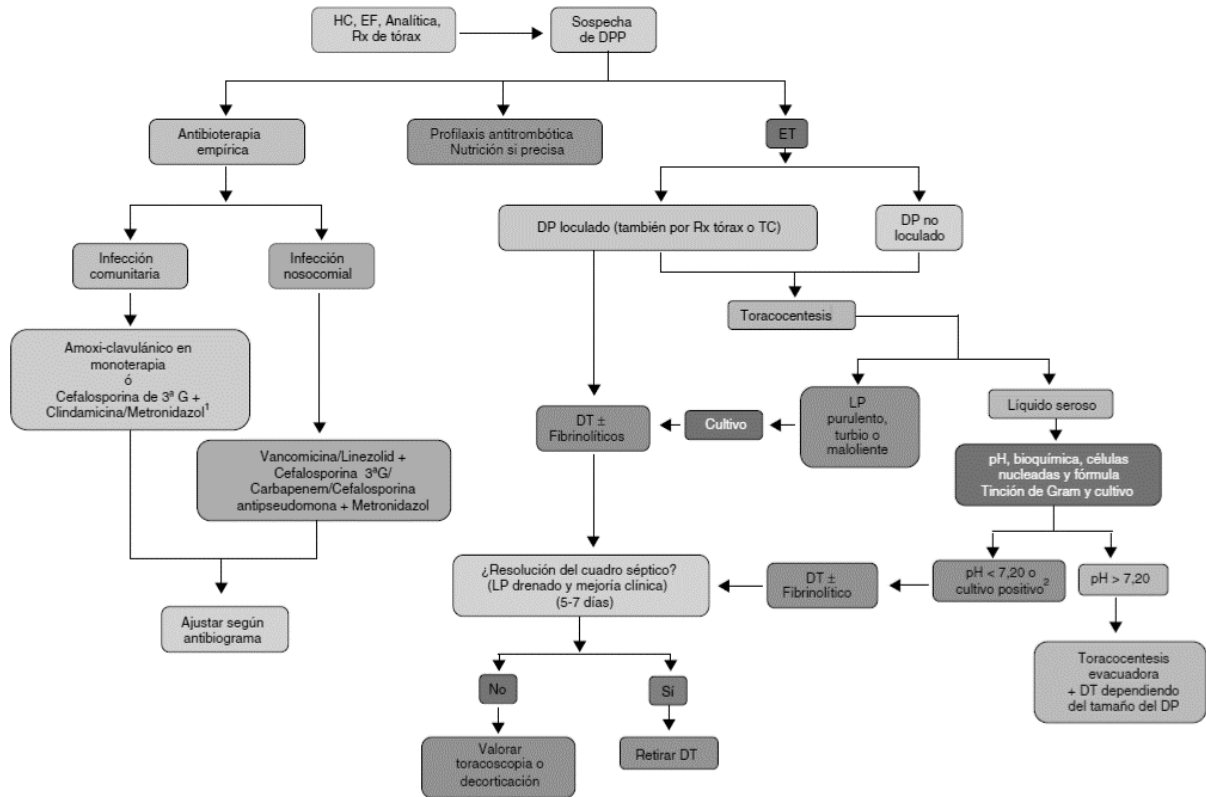 HC, EF, Analítica,
Rx de tórax
Sospecha
de DPP
Antibioterapia
empírica
Profilaxis antitrombótica
Nutrición si precisa
ET
DP loculado (también por Rx tórax o TC)
DP no
loculado
Infección
comunitaria
Infección
nosocomial
Toracocentesis
Amoxi-clavulánico en
monoterapia
ó
Cefalosporina de 3ª G +
Clindamicina/Metronidazol¹
Vancomicina/Linezolid +
Cefalosporina 3ªG/
Carbapenem/Cefalosporina
antipseudomona + Metronidazol
Ajustar según
antibiograma
DT ±
Fibrinolíticos
Cultivo
LP
purulento,
turbio o
maloliente
Líquido seroso
pH, bioquímica, células
nucleadas y fórmula
Tinción de Gram y cultivo
¿Resolución del cuadro séptico?
(LP drenado y mejoría clínica)
(5-7 días)
DT ±
Fibrinolítico
pH < 7,20 o
cultivo positivo²
pH > 7,20
Toracocentesis
evacuadora
+ DT dependiendo
del tamaño del DP
No
Sí
Valorar
toracoscopia o
decorticación
Retirar DT